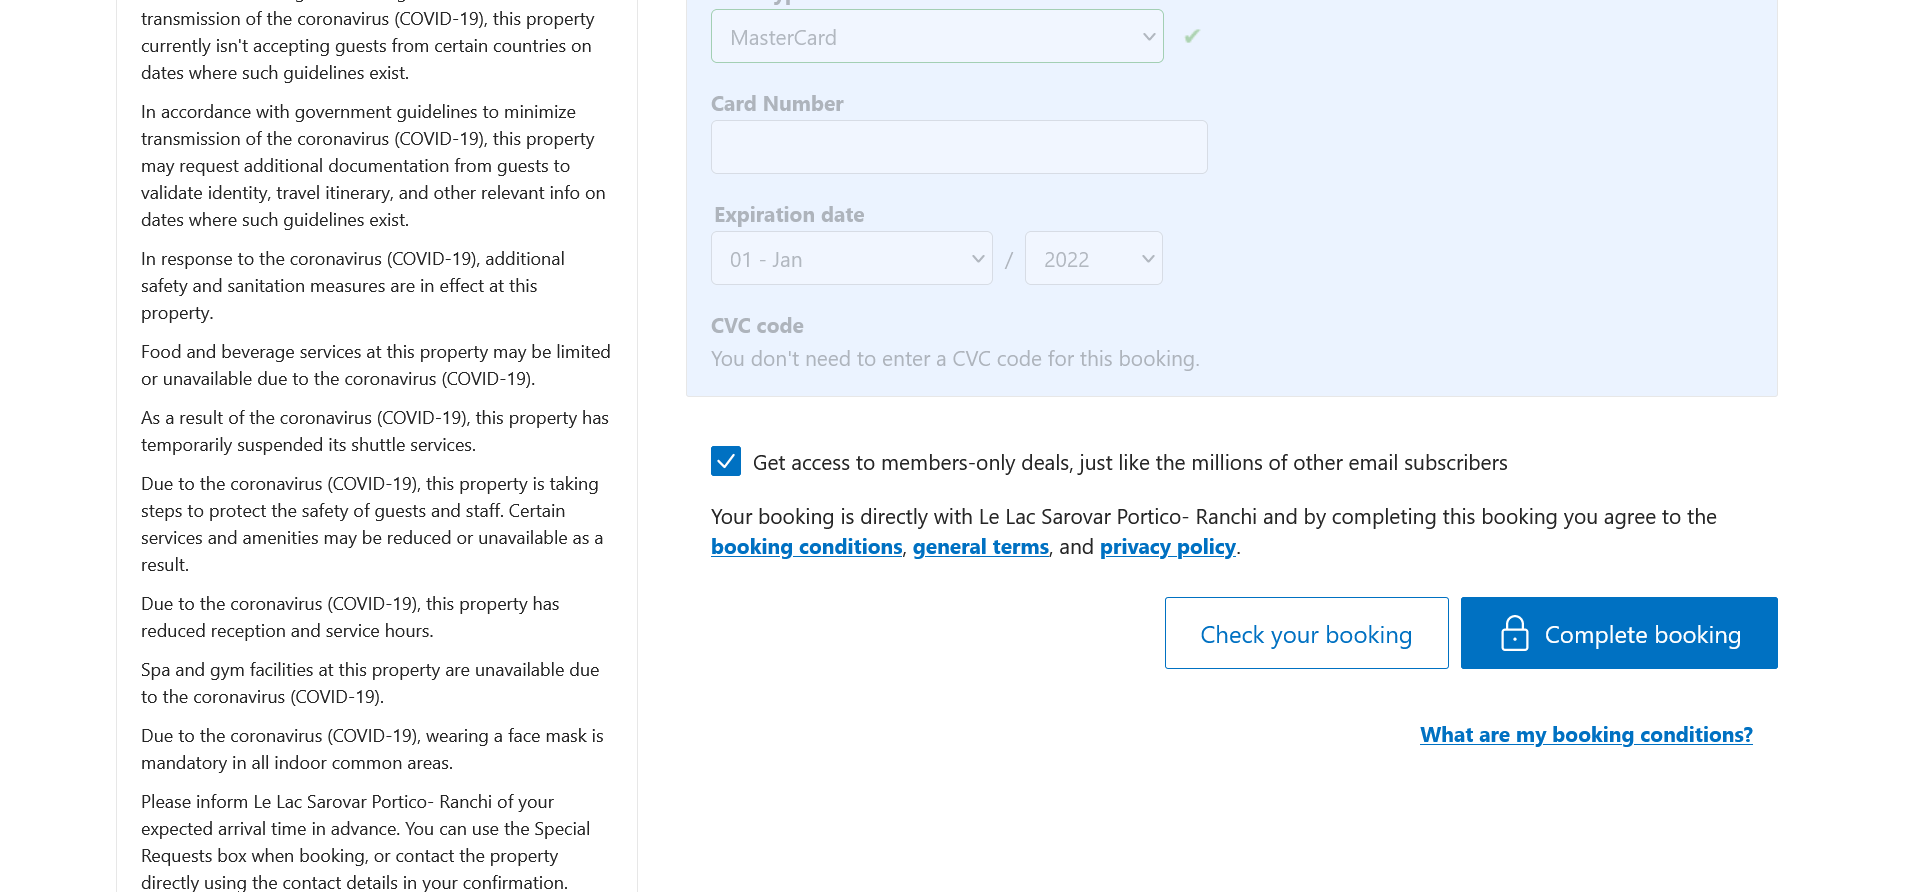 transmission of the coronavirus (COVID-19), this property
currently isn't accepting guests from certain countries on
dates where such guidelines exist.
In accordance with government guidelines to minimize
transmission of the coronavirus (COVID-19), this property
may request additional documentation from guests to
validate identity, travel itinerary, and other relevant info on
dates where such guidelines exist.
In response to the coronavirus (COVID-19), additional
safety and sanitation measures are in effect at this
property.
Food and beverage services at this property may be limited
or unavailable due to the coronavirus (COVID-19).
As a result of the coronavirus (COVID-19), this property has
temporarily suspended its shuttle services.
Due to the coronavirus (COVID-19), this property is taking
steps to protect the safety of guests and staff. Certain
services and amenities may be reduced or unavailable as a
result.
Due to the coronavirus (COVID-19), this property has
reduced reception and service hours.
Spa and gym facilities at this property are unavailable due
to the coronavirus (COVID-19).
Due to the coronavirus (COVID-19), wearing a face mask is
mandatory in all indoor common areas.
Please inform Le Lac Sarovar Portico- Ranchi of your
expected arrival time in advance. You can use the Special
Requests box when booking, or contact the property
directly using the contact details in your confirmation.
MasterCard
Card Number
Expiration date
01 - Jan / 2022
CVC code
You don't need to enter a CVC code for this booking.
Get access to members-only deals, just like the millions of other email subscribers
Your booking is directly with Le Lac Sarovar Portico- Ranchi and by completing this booking you agree to the
booking conditions, general terms, and privacy policy.
Check your booking
Complete booking
What are my booking conditions?